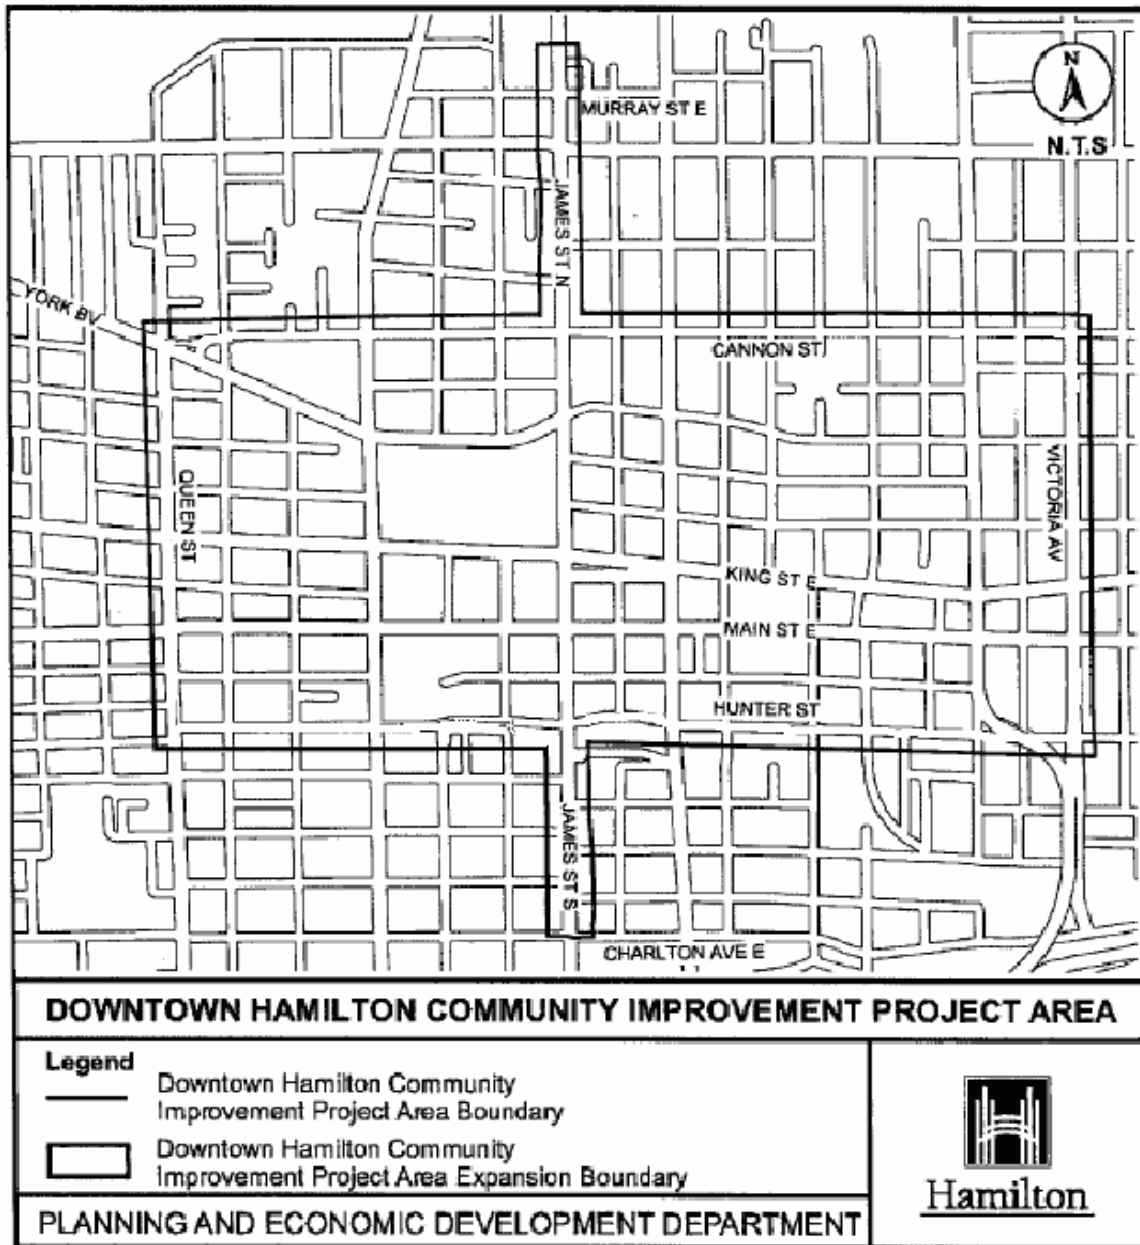 N
N.T.S
MURRAY ST E
JAMES ST N
YORK BV
CANNON ST
QUEEN ST
VICTORIA AV
KING ST E
MAIN ST E
HUNTER ST
JAMES ST S
CHARLTON AVE E
DOWNTOWN HAMILTON COMMUNITY IMPROVEMENT PROJECT AREA
Legend
Downtown Hamilton Community
Improvement Project Area Boundary
Downtown Hamilton Community
Improvement Project Area Expansion Boundary
Hamilton
PLANNING AND ECONOMIC DEVELOPMENT DEPARTMENT